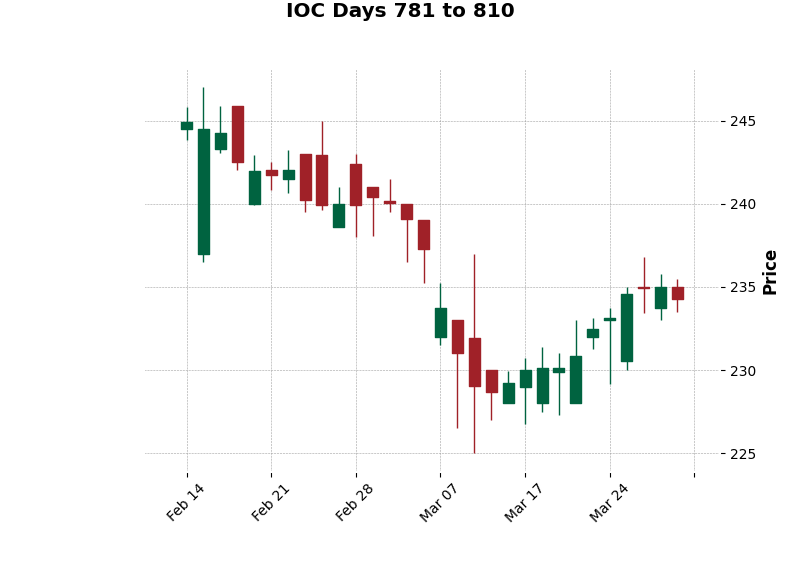 IOC Days 781 to 810
245
240
235
230
225
Price
Feb 14
Feb 21
Feb 28
Mar 07
Mar 17
Mar 24